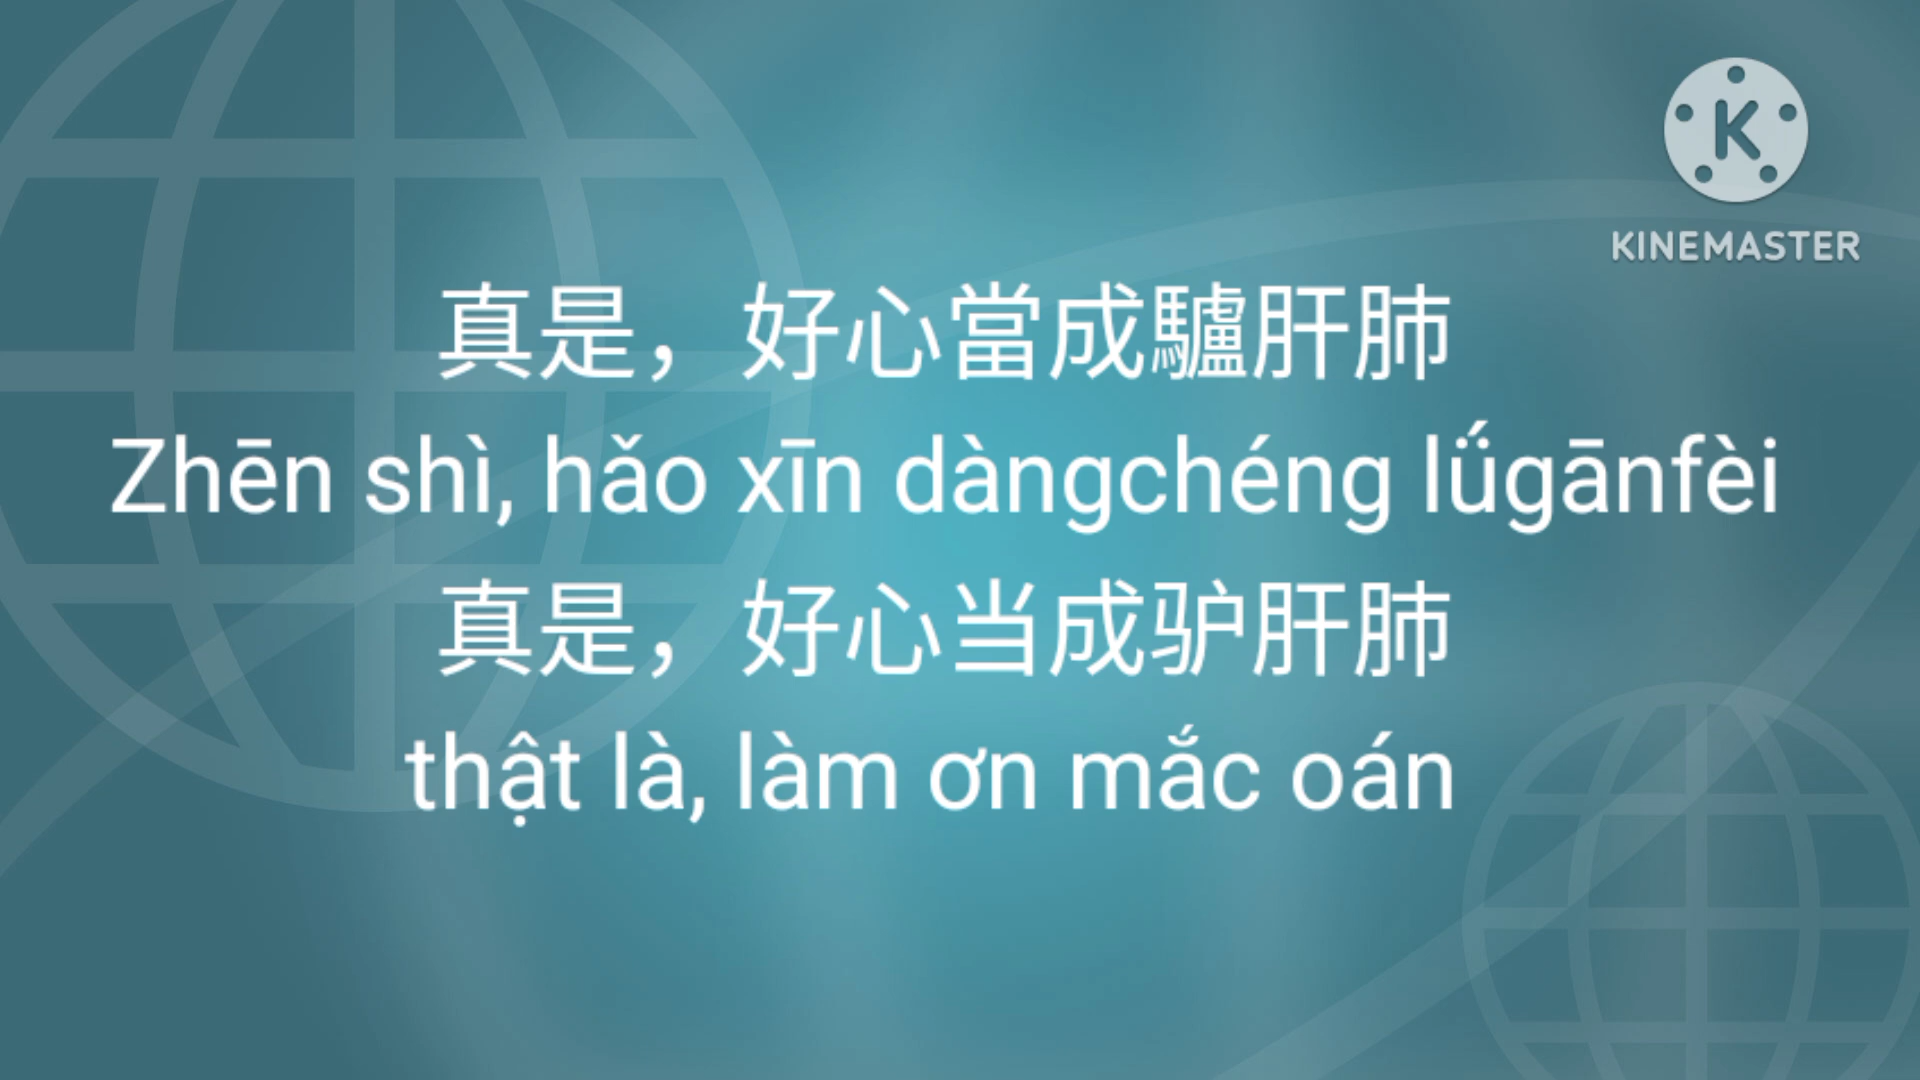 KINEMASTER
真是，好心當成驢肝肺
Zhēn shì, hǎo xīn dàngchéng lǘgānfèi
真是，好心当成驴肝肺
thật là, làm ơn mắc oán